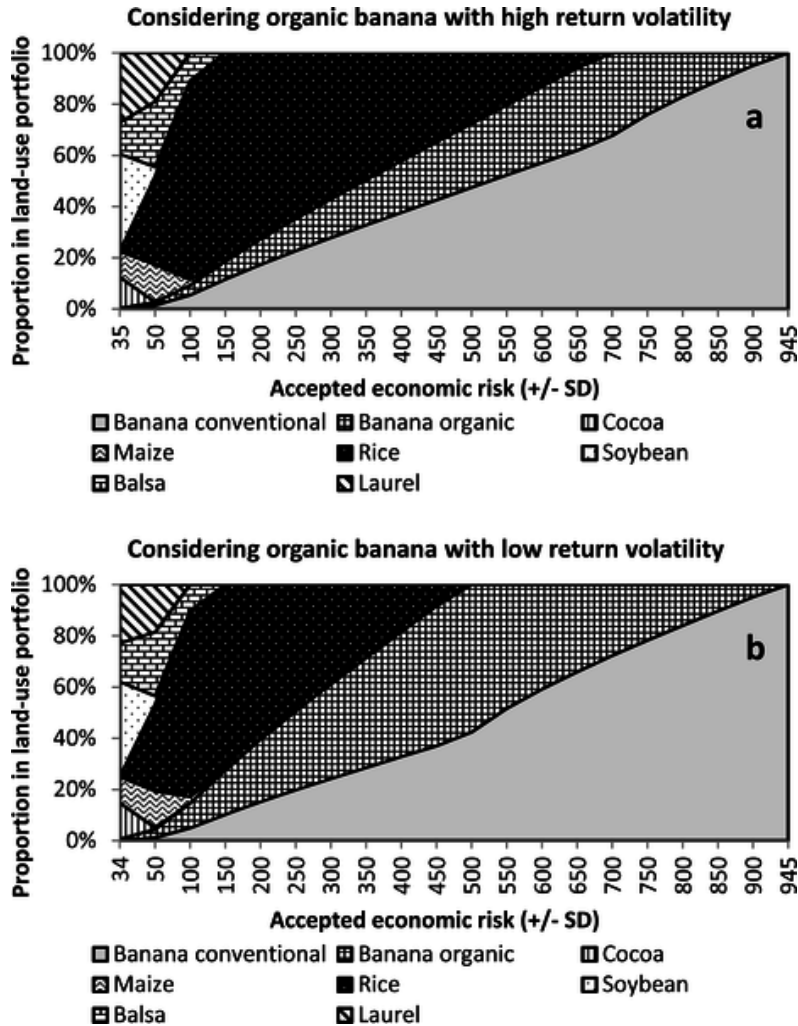 Considering organic banana with high return volatility
Proportion in land-use portfolio
100%
80%
60%
40%
20%
0%
a
35 50 100 150 200 250 300 350 400 450 500 550 600 650 700 750 800 850 900 945
Accepted economic risk (+/- SD)
Banana conventional Banana organic Cocoa
Maize Rice Soybean
Balsa Laurel
Considering organic banana with low return volatility
Proportion in land-use portfolio
100%
80%
60%
40%
20%
0%
b
34 50 100 150 200 250 300 350 400 450 500 550 600 650 700 750 800 850 900 945
Accepted economic risk (+/- SD)
Banana conventional Banana organic Cocoa
Maize Rice Soybean
Balsa Laurel